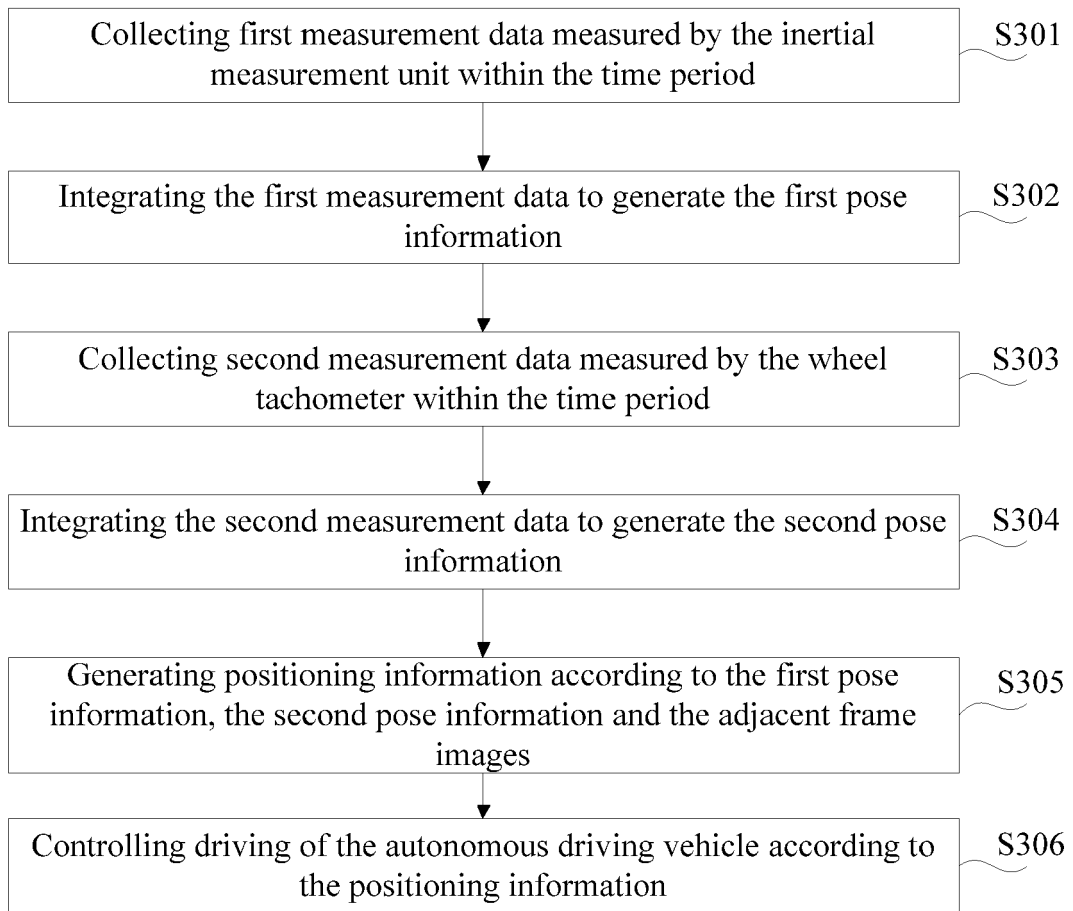 Collecting first measurement data measured by the inertial
measurement unit within the time period
S301
Integrating the first measurement data to generate the first pose
information
S302
Collecting second measurement data measured by the wheel
tachometer within the time period
S303
Integrating the second measurement data to generate the second pose
information
S304
Generating positioning information according to the first pose
information, the second pose information and the adjacent frame
images
S305
Controlling driving of the autonomous driving vehicle according to
the positioning information
S306